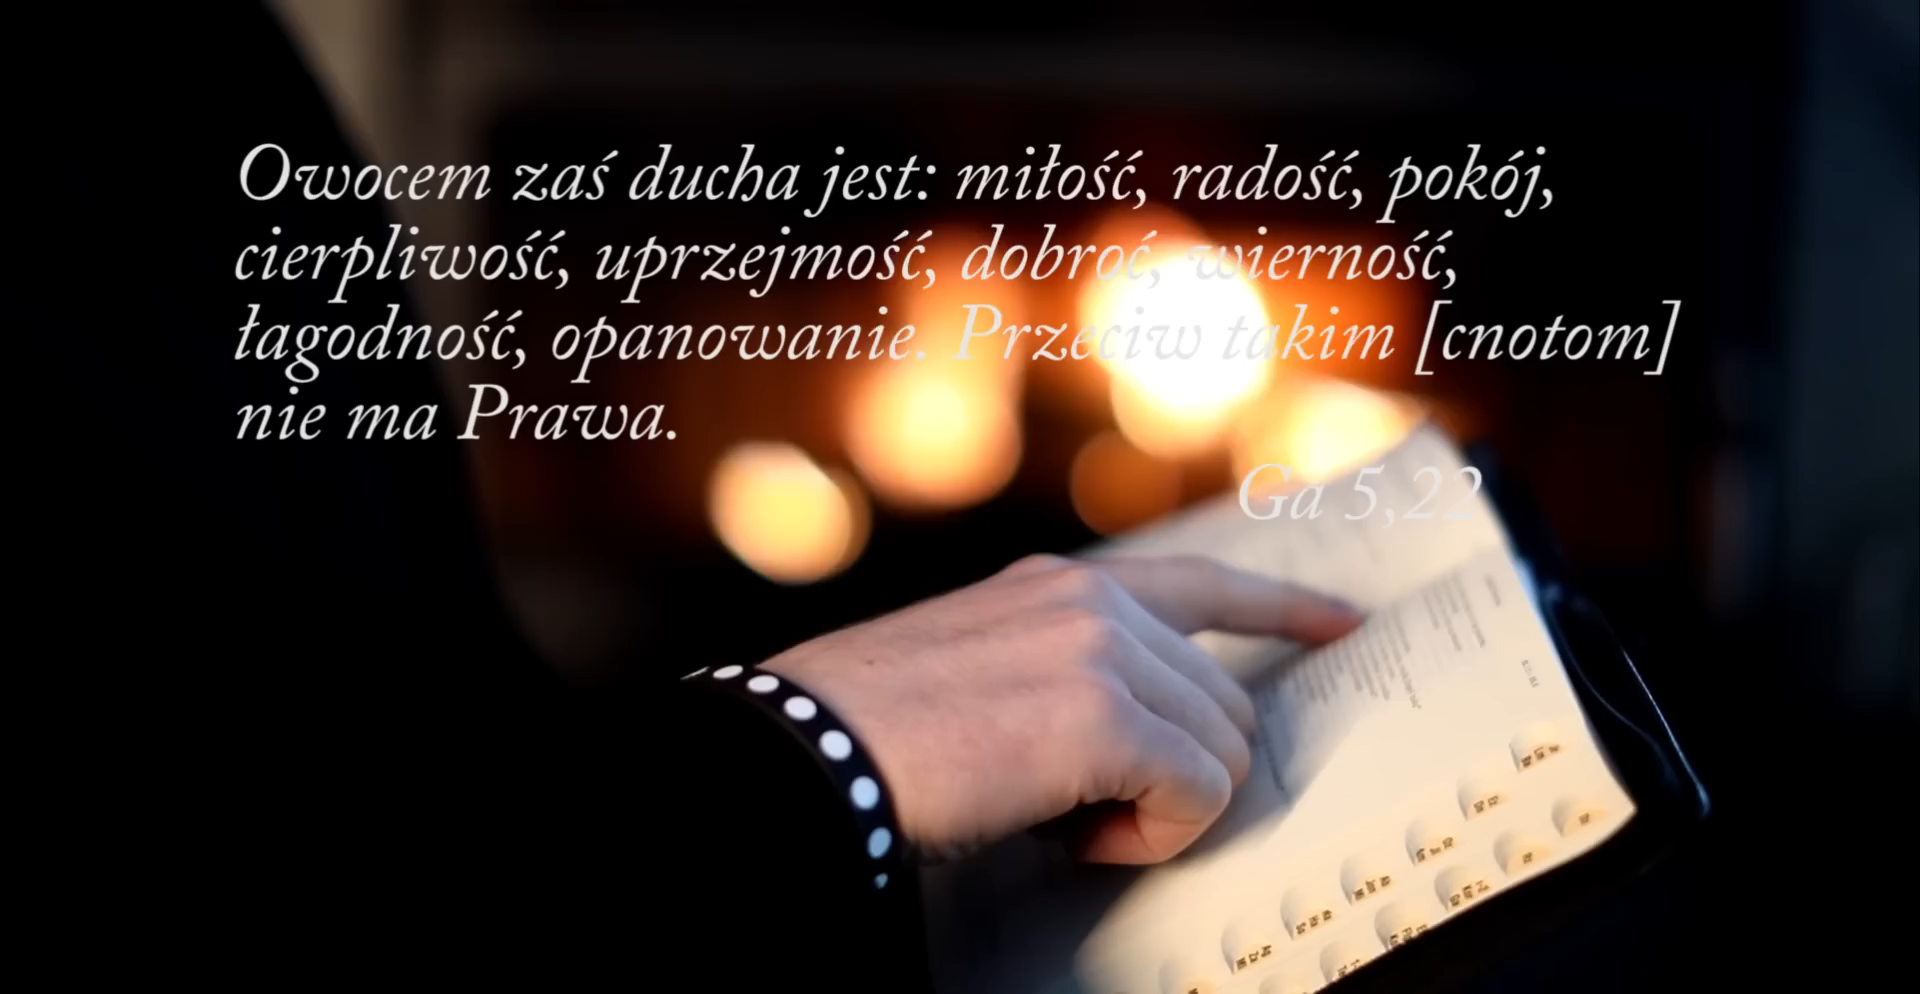 Owocem zaś ducha jest: miłość, radość, pokój,
cierpliwość, uprzejmość, dobroć, wierność,
łagodność, opanowanie. Przeciw takim [cnotom]
nie ma Prawa.
Ga 5,22